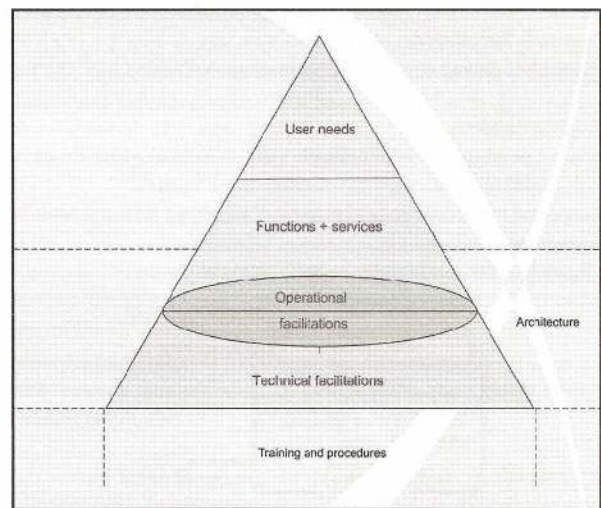 User needs
Functions + services
Operational
facilitations
Architecture
Technical facilitations
Training and procedures